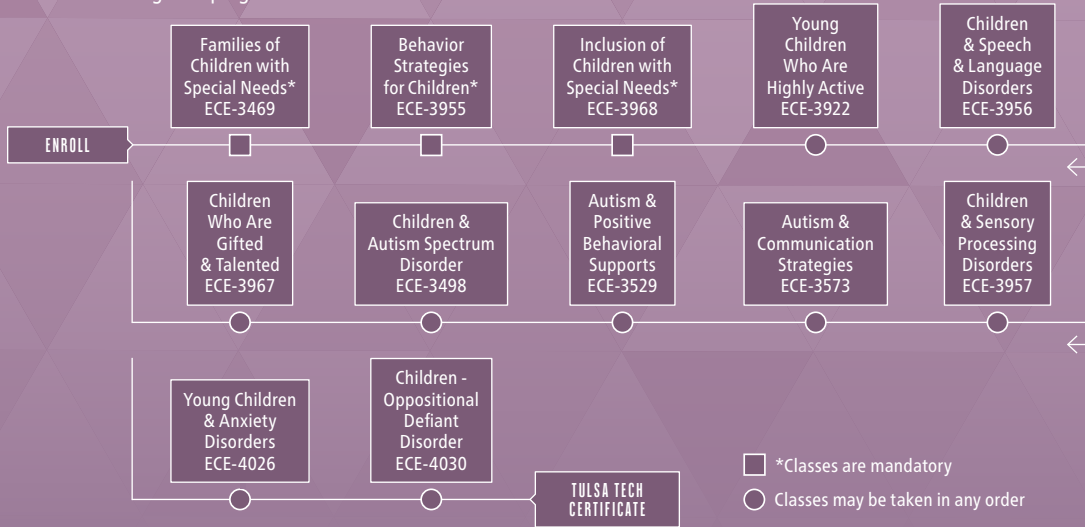 Families of
Children with
Special Needs*
ECE-3469
Behavior
Strategies
for Children*
ECE-3955
Inclusion of
Children with
Special Needs*
ECE-3968
Young
Children
Who Are
Highly Active
ECE-3922
Children
& Speech
& Language
Disorders
ECE-3956
ENROLL
Children
Who Are
Gifted
& Talented
ECE-3967
Children &
Autism Spectrum
Disorder
ECE-3498
Autism &
Positive
Behavioral
Supports
ECE-3529
Autism &
Communication
Strategies
ECE-3573
Children
& Sensory
Processing
Disorders
ECE-3957
Young Children
& Anxiety
Disorders
ECE-4026
Children -
Oppositional
Defiant
Disorder
ECE-4030
TULSA TECH
CERTIFICATE
*Classes are mandatory
Classes may be taken in any order